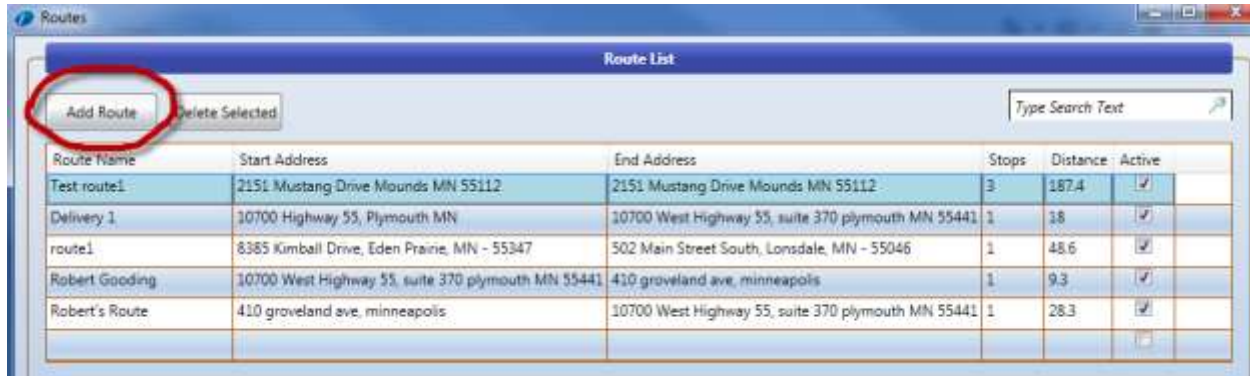 Routes
Route List
Add Route Delete Selected Type Search Text
Route Name Start Address End Address Stops Distance Active
Test route1 2151 Mustang Drive Mounds MN 55112 2151 Mustang Drive Mounds MN 55112 3 187.4
Delivery 1 10700 Highway 55, Plymouth MN 10700 West Highway 55, suite 370 plymouth MN 55441 1 18
route1 8385 Kimball Drive, Eden Prairie, MN - 55347 502 Main Street South, Lonsdale, MN - 55046 1 48.6
Robert Gooding 10700 West Highway 55, suite 370 plymouth MN 55441 410 groveland ave, minneapolis 1 9.3
Robert's Route 410 groveland ave, minneapolis 10700 West Highway 55, suite 370 plymouth MN 55441 1 28.3